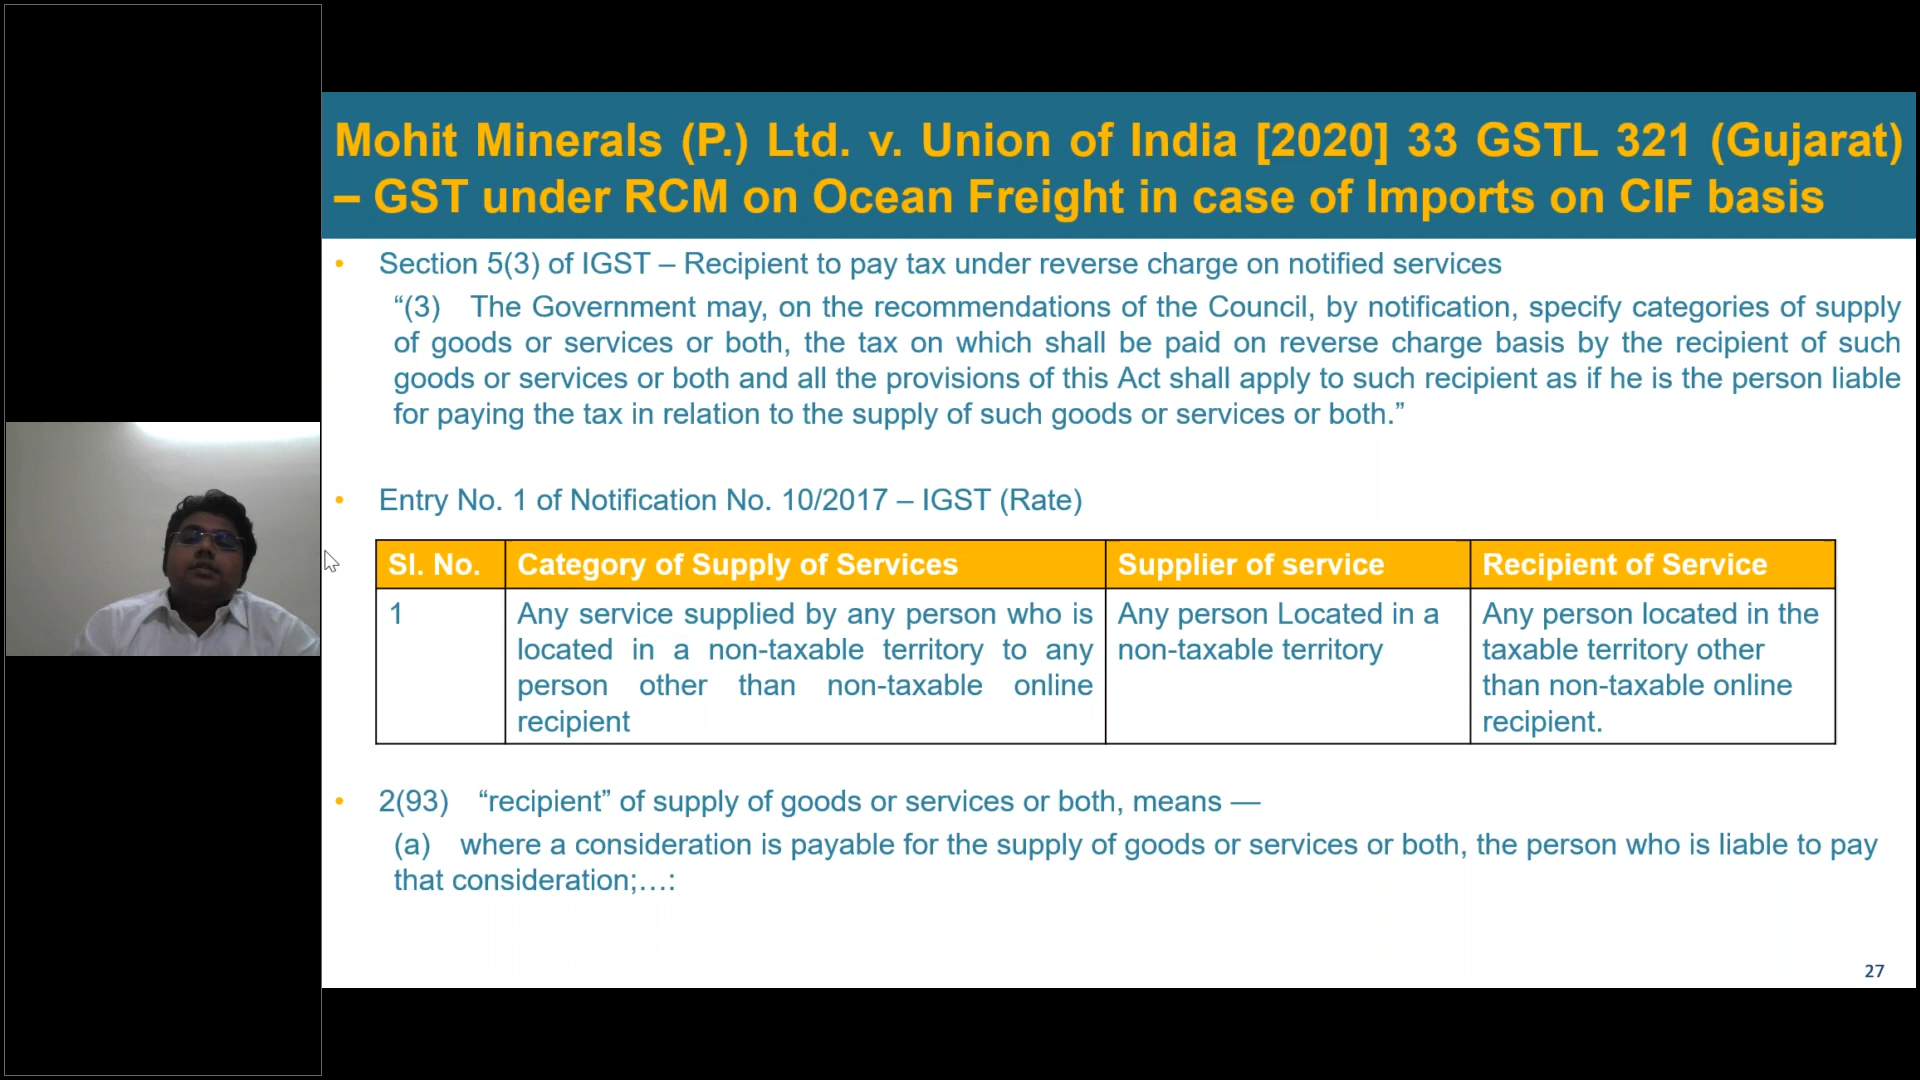 Mohit Minerals (P.) Ltd. v. Union of India [2020] 33 GSTL 321 (Gujarat)
– GST under RCM on Ocean Freight in case of Imports on CIF basis
• Section 5(3) of IGST – Recipient to pay tax under reverse charge on notified services
“(3) The Government may, on the recommendations of the Council, by notification, specify categories of supply
of goods or services or both, the tax on which shall be paid on reverse charge basis by the recipient of such
goods or services or both and all the provisions of this Act shall apply to such recipient as if he is the person liable
for paying the tax in relation to the supply of such goods or services or both.”
• Entry No. 1 of Notification No. 10/2017 – IGST (Rate)
Sl. No. Category of Supply of Services Supplier of service Recipient of Service
1 Any service supplied by any person who is Any person Located in a Any person located in the
located in a non-taxable territory to any non-taxable territory taxable territory other
person other than non-taxable online than non-taxable online
recipient recipient.
• 2(93) “recipient” of supply of goods or services or both, means —
(a) where a consideration is payable for the supply of goods or services or both, the person who is liable to pay
that consideration;…:
27